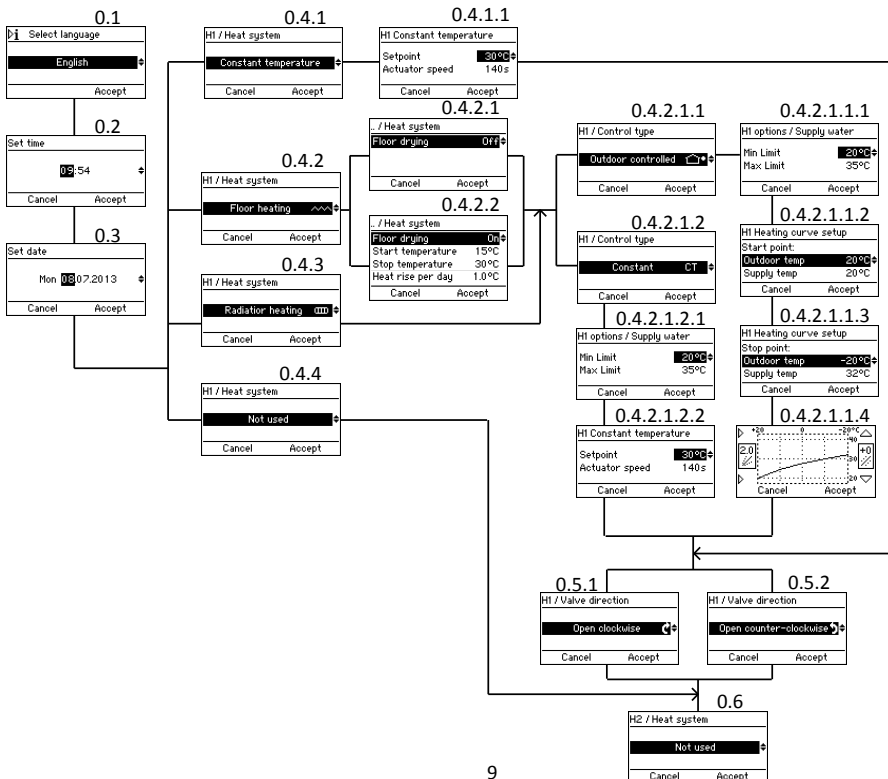 0.1
Select language
English
Accept
0.2
Set time
09:54
Cancel Accept
0.3
Set date
Mon 08.07.2013
Cancel Accept
0.4.1
H1 / Heat system
Constant temperature
Cancel Accept
0.4.1.1
H1 Constant temperature
Setpoint 30°C
Actuator speed 140s
Cancel Accept
0.4.2
H1 / Heat system
Floor heating
Cancel Accept
0.4.2.1
.. / Heat system
Floor drying Off
Cancel Accept
0.4.2.2
.. / Heat system
Floor drying On
Start temperature 15°C
Stop temperature 30°C
Heat rise per day 1.0°C
Cancel Accept
0.4.3
H1 / Heat system
Radiatior heating
Cancel Accept
0.4.4
H1 / Heat system
Not used
Cancel Accept
0.4.2.1.1
H1 / Control type
Outdoor controlled
Cancel Accept
0.4.2.1.1.1
H1 options / Supply water
Min Limit 20°C
Max Limit 35°C
Cancel Accept
0.4.2.1.1.2
H1 Heating curve setup
Start point:
Outdoor temp 20°C
Supply temp 20°C
Cancel Accept
0.4.2.1.1.3
H1 Heating curve setup
Stop point:
Outdoor temp -20°C
Supply temp 32°C
Cancel Accept
0.4.2.1.1.4
+20 0 -20°C
40
2.0 30 +0
20
Cancel Accept
0.4.2.1.2
H1 / Control type
Constant CT
Cancel Accept
0.4.2.1.2.1
H1 options / Supply water
Min Limit 20°C
Max Limit 35°C
Cancel Accept
0.4.2.1.2.2
H1 Constant temperature
Setpoint 30°C
Actuator speed 140s
Cancel Accept
0.5.1
H1 / Valve direction
Open clockwise
Cancel Accept
0.5.2
H1 / Valve direction
Open counter-clockwise
Cancel Accept
0.6
H2 / Heat system
Not used
Cancel Accept
9